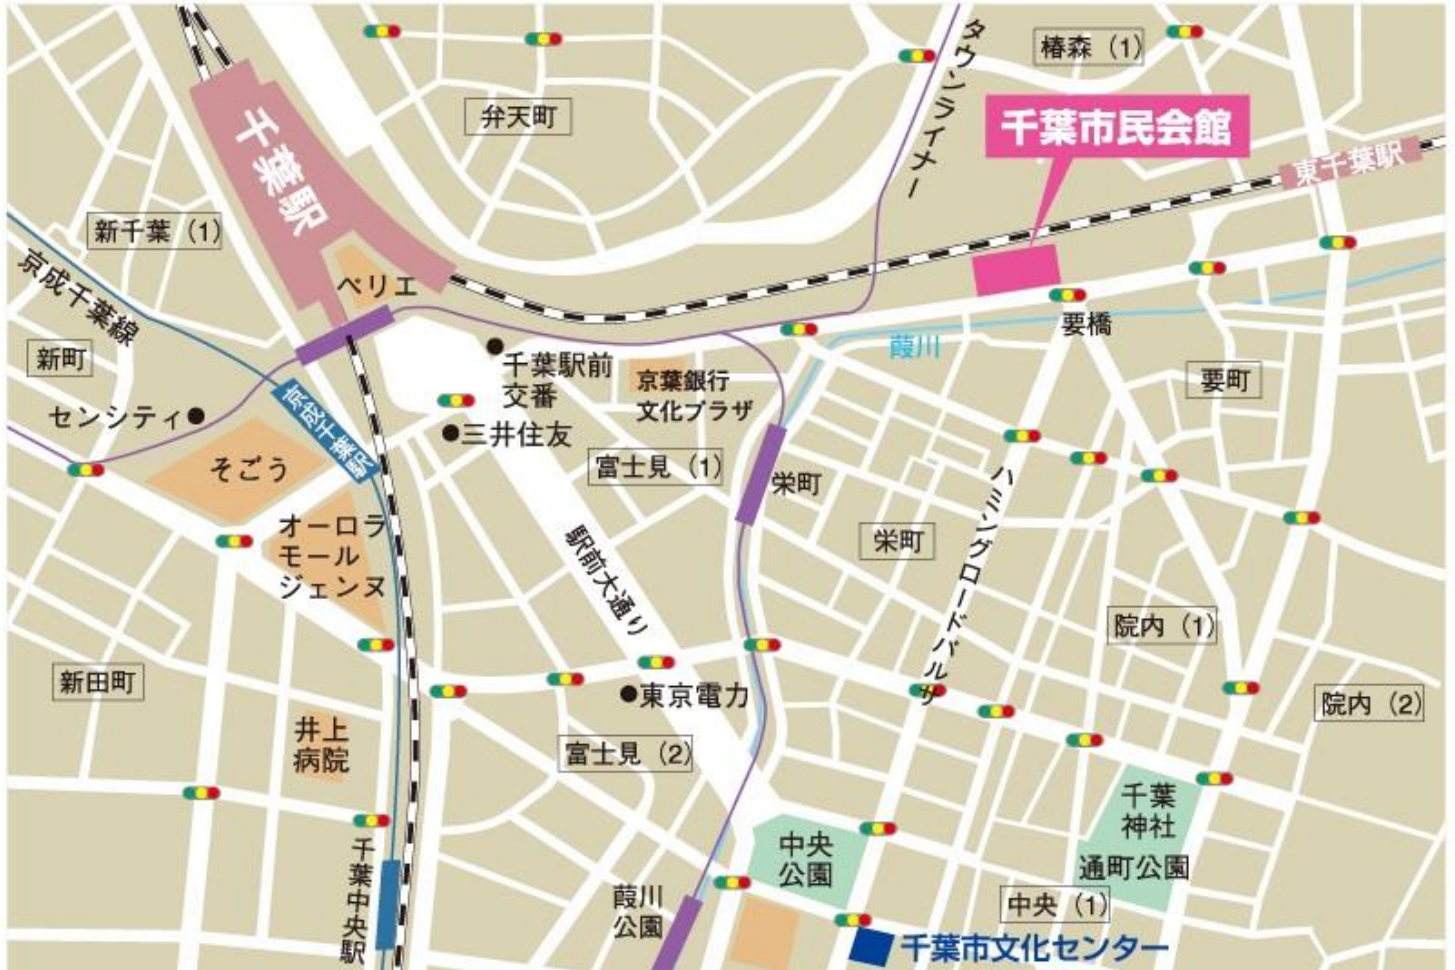 椿森（1）
タウンライナー
弁天町
千葉市民会館
千葉駅
東千葉駅
新千葉（1）
京成千葉線
ペリエ
要橋
葭川
新町
千葉駅前
交番
京葉銀行
文化プラザ
要町
センシティ
京成千葉駅
三井住友
そごう
富士見（1）
栄町
ハミングロードパルサ
オーロラ
モール
ジェンヌ
栄町
駅前大通り
院内（1）
新田町
東京電力
院内（2）
井上
病院
富士見（2）
千葉
神社
中央
公園
通町公園
千葉中央駅
葭川
公園
中央（1）
千葉市文化センター